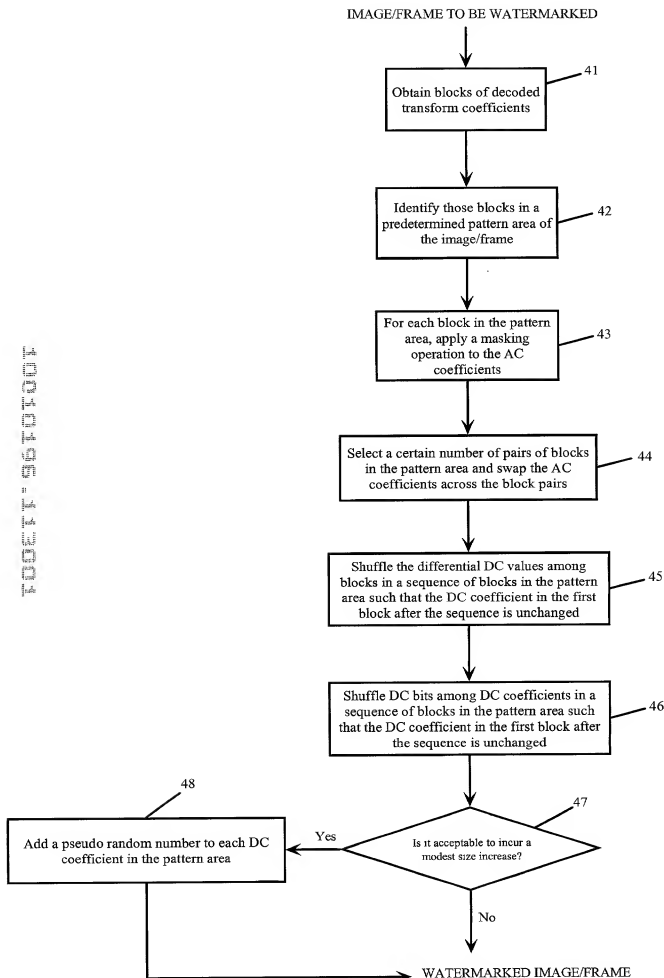 IMAGE/FRAME TO BE WATERMARKED
41
Obtain blocks of decoded
transform coefficients
42
Identify those blocks in a
predetermined pattern area of
the image/frame
43
For each block in the pattern
area, apply a masking
operation to the AC
coefficients
44
Select a certain number of pairs of blocks
in the pattern area and swap the AC
coefficients across the block pairs
45
Shuffle the differential DC values among
blocks in a sequence of blocks in the pattern
area such that the DC coefficient in the first
block after the sequence is unchanged
46
Shuffle DC bits among DC coefficients in a
sequence of blocks in the pattern area such
that the DC coefficient in the first block after
the sequence is unchanged
47
Is it acceptable to incur a
modest size increase?
Yes
48
Add a pseudo random number to each DC
coefficient in the pattern area
No
WATERMARKED IMAGE/FRAME